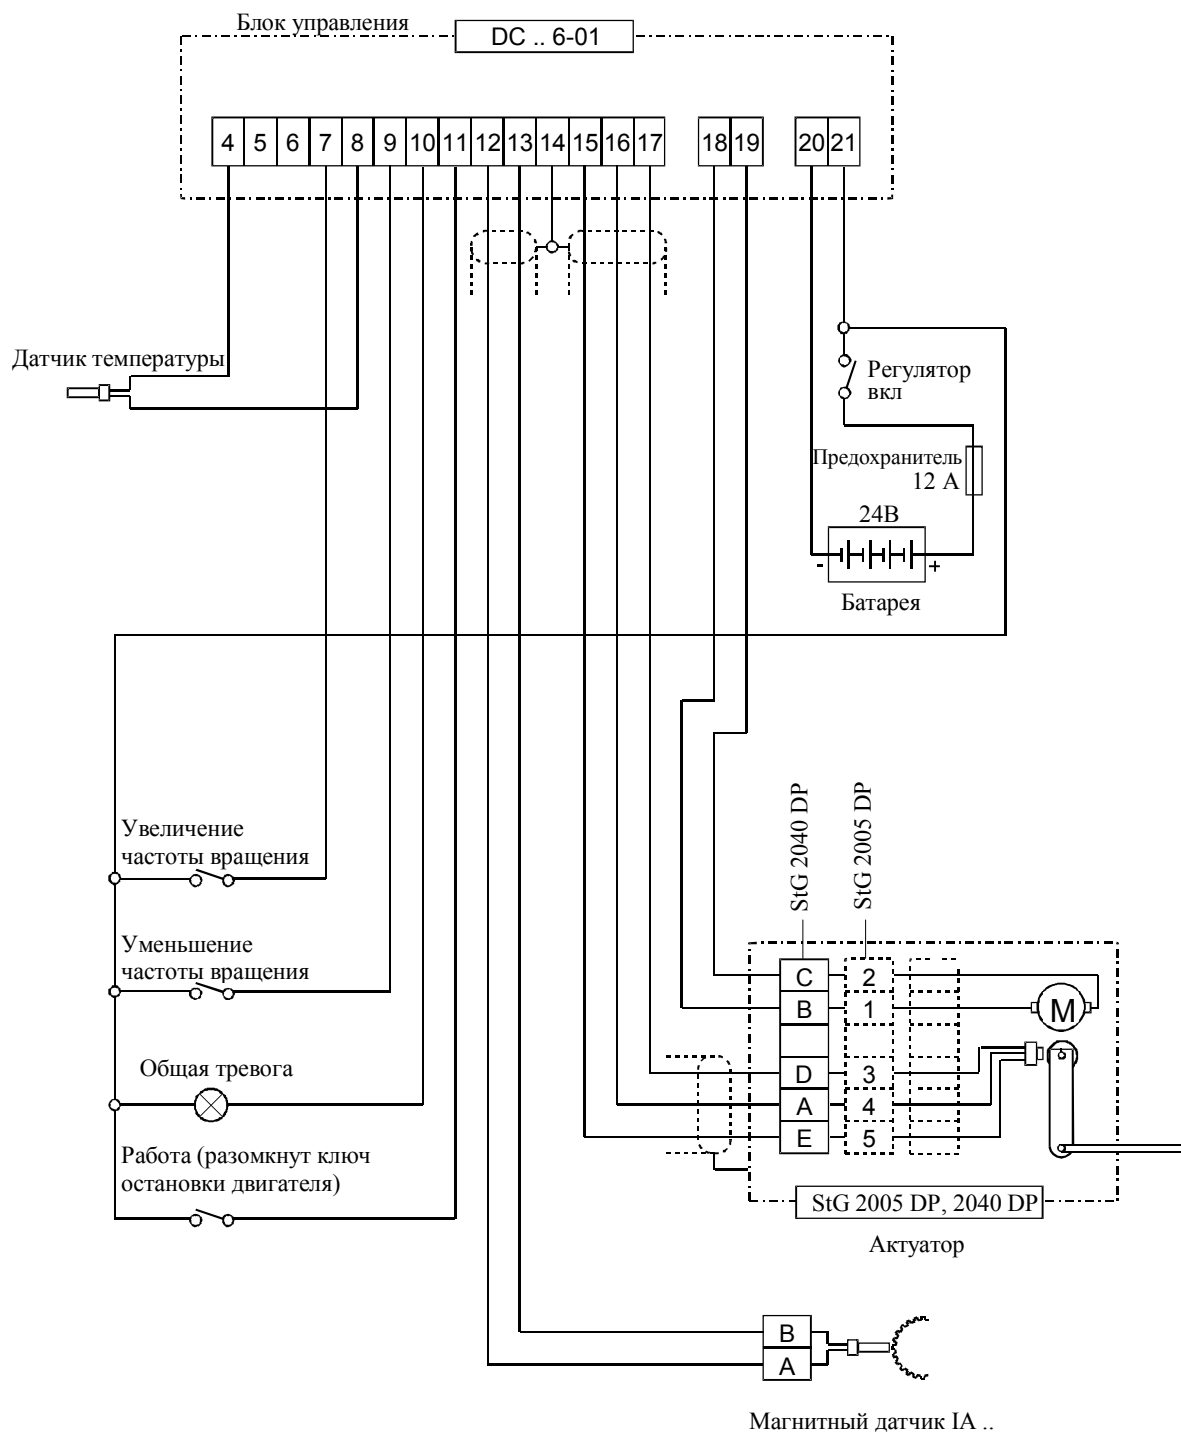 Блок управления
DC .. 6-01
4 5 6 7 8 9 10 11 12 13 14 15 16 17 18 19 20 21
Датчик температуры
Регулятор
вкл
Предохранитель
12 А
24В
- +
Батарея
StG 2040 DP
StG 2005 DP
Увеличение
частоты вращения
Уменьшение
частоты вращения
C 2
B 1
M
D 3
A 4
E 5
Общая тревога
Работа (разомкнут ключ
остановки двигателя)
StG 2005 DP, 2040 DP
Актуатор
B
A
Магнитный датчик IA ..